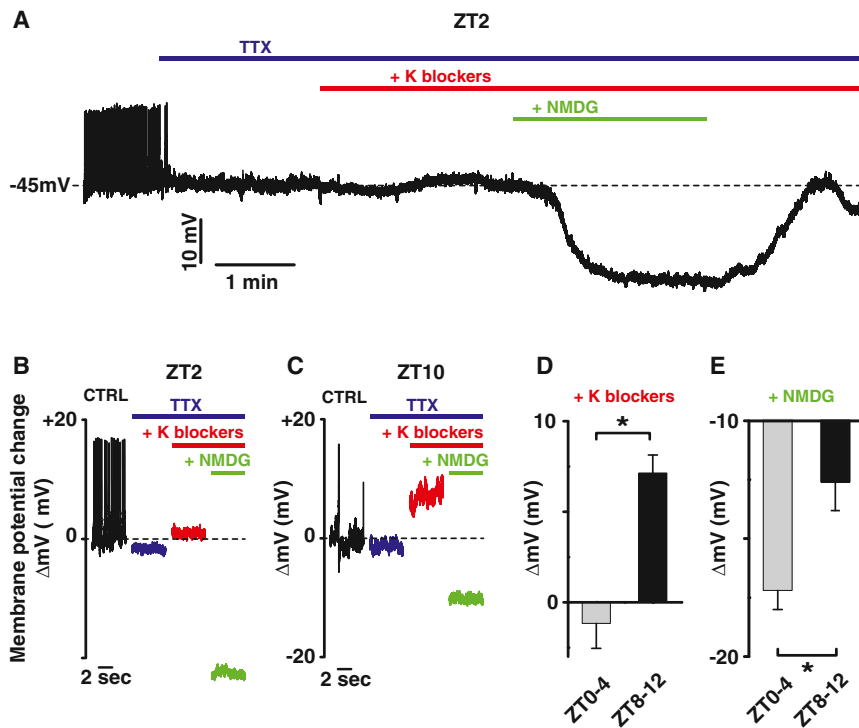 A
ZT2
TTX
+ K blockers
+ NMDG
-45mV
10 mV
1 min
B
ZT2
CTRL
TTX
+ K blockers
+ NMDG
Membrane potential change
ΔmV ( mV)
+20
0
-20
2 sec
C
ZT10
CTRL
TTX
+ K blockers
+ NMDG
+20
0
-20
2 sec
D
+ K blockers
ΔmV (mV)
10
0
*
ZT0-4
ZT8-12
E
+ NMDG
ΔmV (mV)
-10
-20
*
ZT0-4
ZT8-12